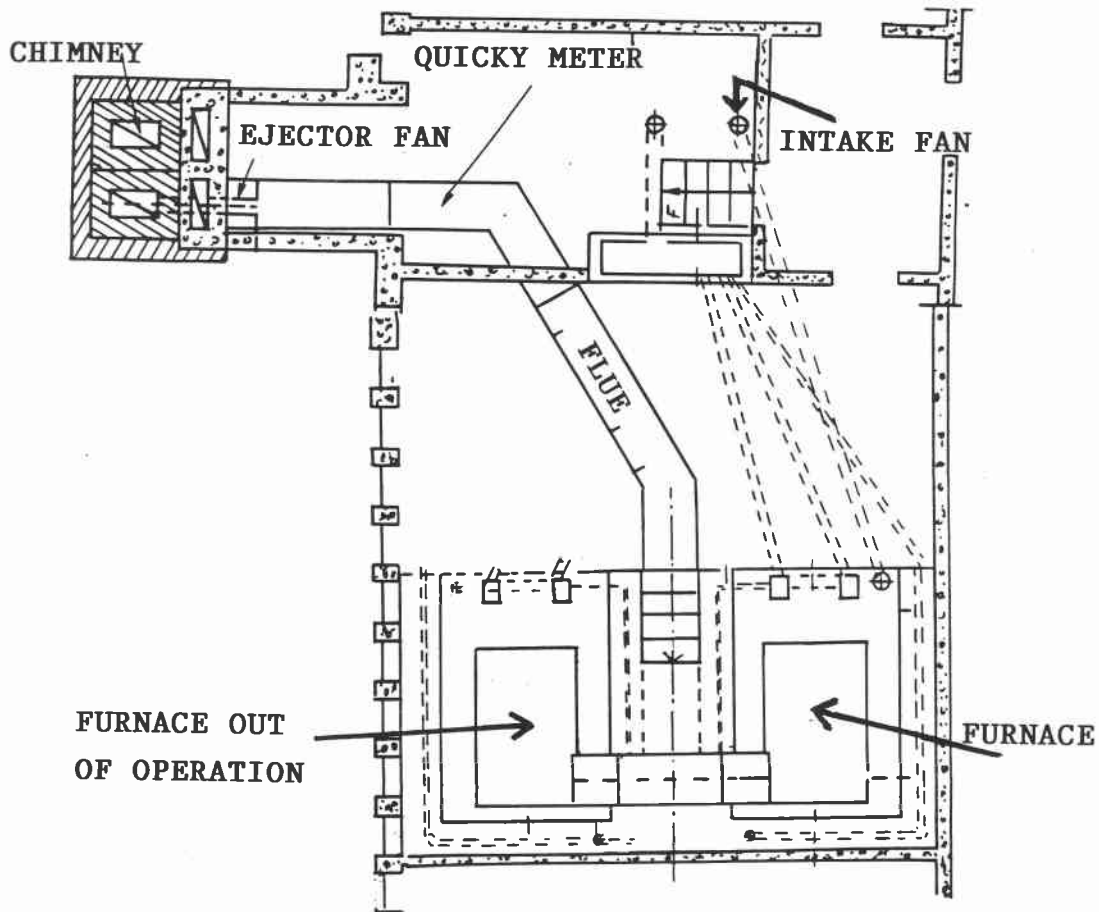 CHIMNEY
QUICKY METER
EJECTOR FAN
INTAKE FAN
F
FLUE
FURNACE OUT
OF OPERATION
FURNACE